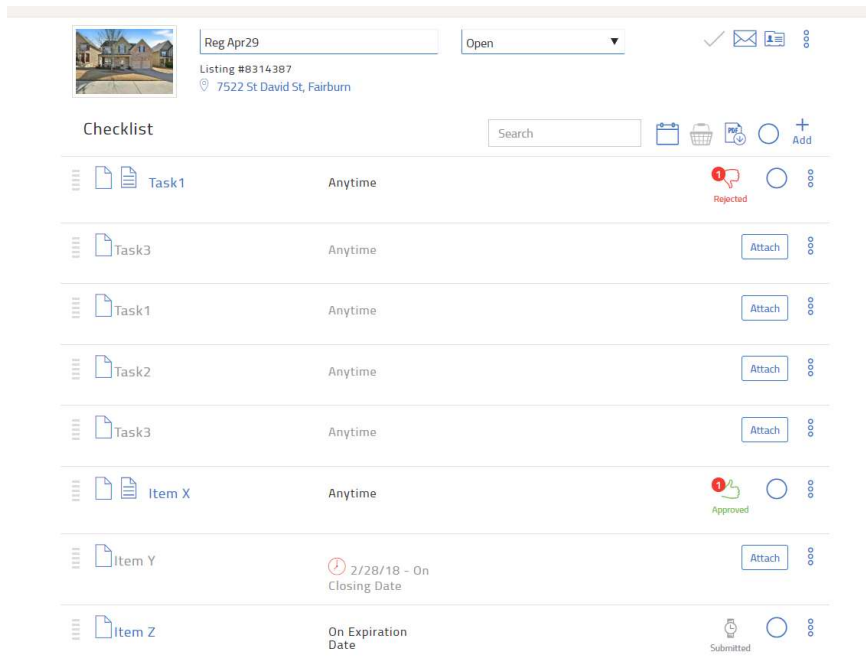 Reg Apr29
Open
Listing #8314387
7522 St David St, Fairburn
Checklist
Search
PDF
Add
Task1
Anytime
1
Rejected
Task3
Anytime
Attach
Task1
Anytime
Attach
Task2
Anytime
Attach
Task3
Anytime
Attach
Item X
Anytime
1
Approved
Item Y
2/28/18 - On
Closing Date
Attach
Item Z
On Expiration
Date
Submitted